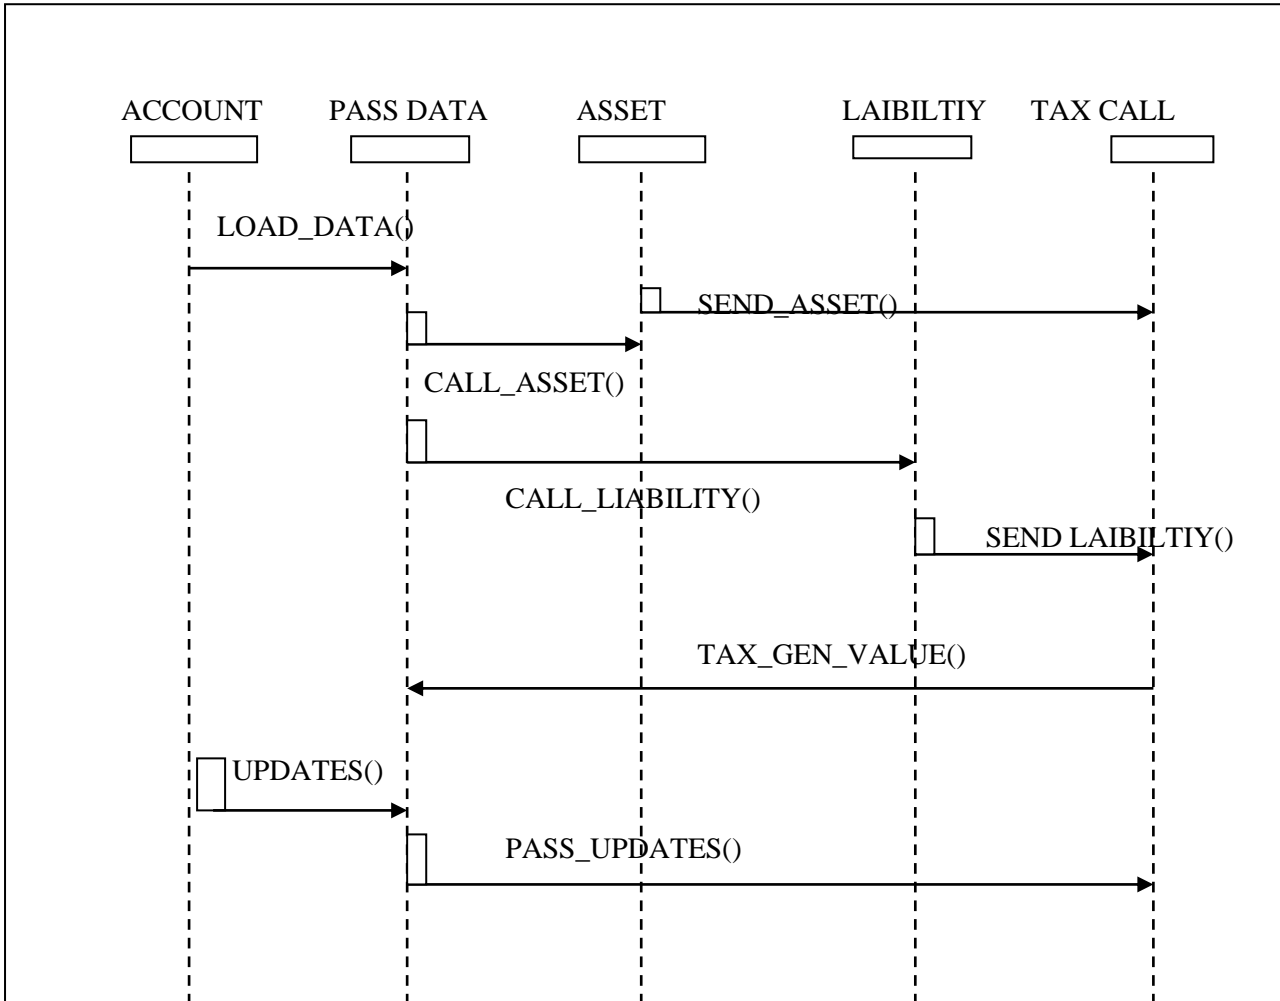 ACCOUNT PASS DATA ASSET LAIBILTIY TAX CALL
LOAD_DATA()
SEND_ASSET()
CALL_ASSET()
CALL_LIABILITY()
SEND LAIBILTIY()
TAX_GEN_VALUE()
UPDATES()
PASS_UPDATES()